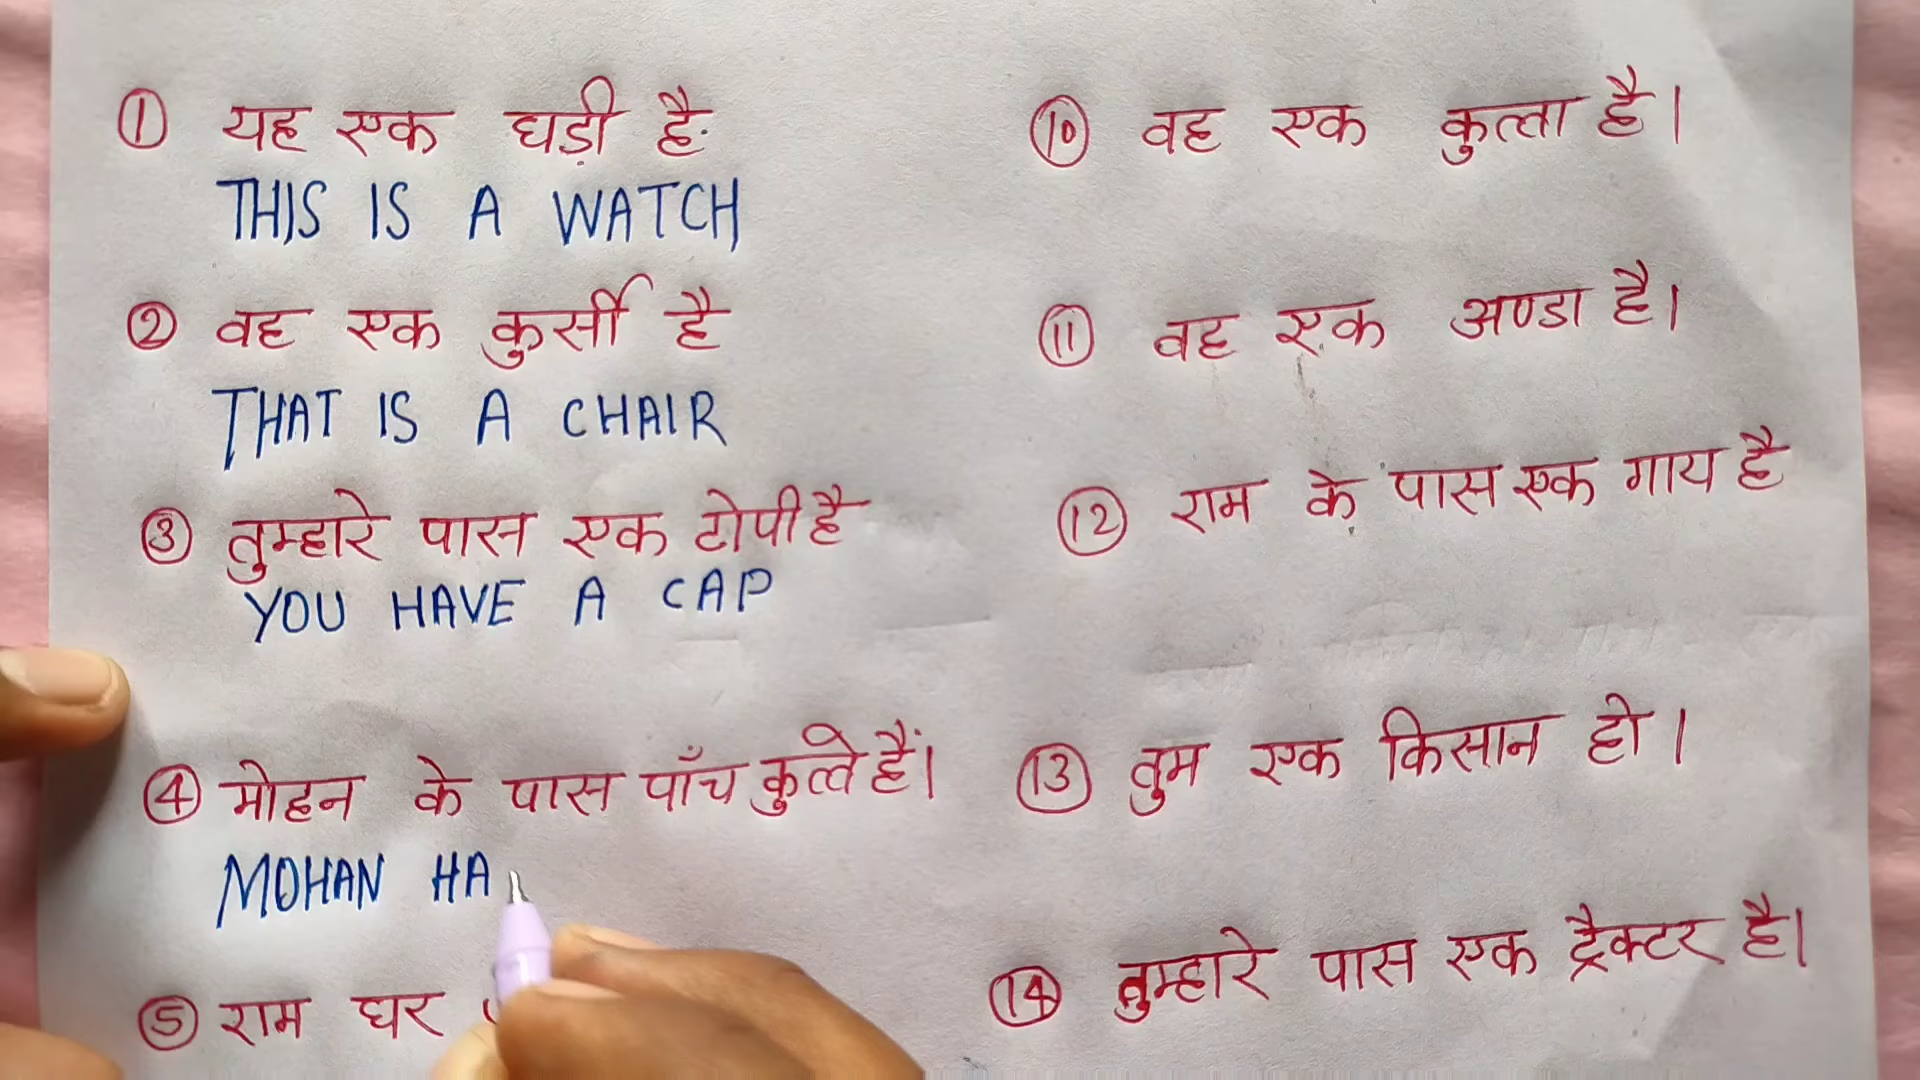 ① यह एक घड़ी है
THIS IS A WATCH
② वह एक कुर्सी है
THAT IS A CHAIR
③ तुम्हारे पास एक टोपी है
YOU HAVE A CAP
④ मोहन के पास पाँच कुत्ते हैं।
MOHAN HA
⑤ राम घर
⑩ वह एक कुत्ता है।
⑪ वह एक अण्डा है।
⑫ राम के पास एक गाय है
⑬ तुम एक किसान हो।
⑭ तुम्हारे पास एक ट्रैक्टर है।